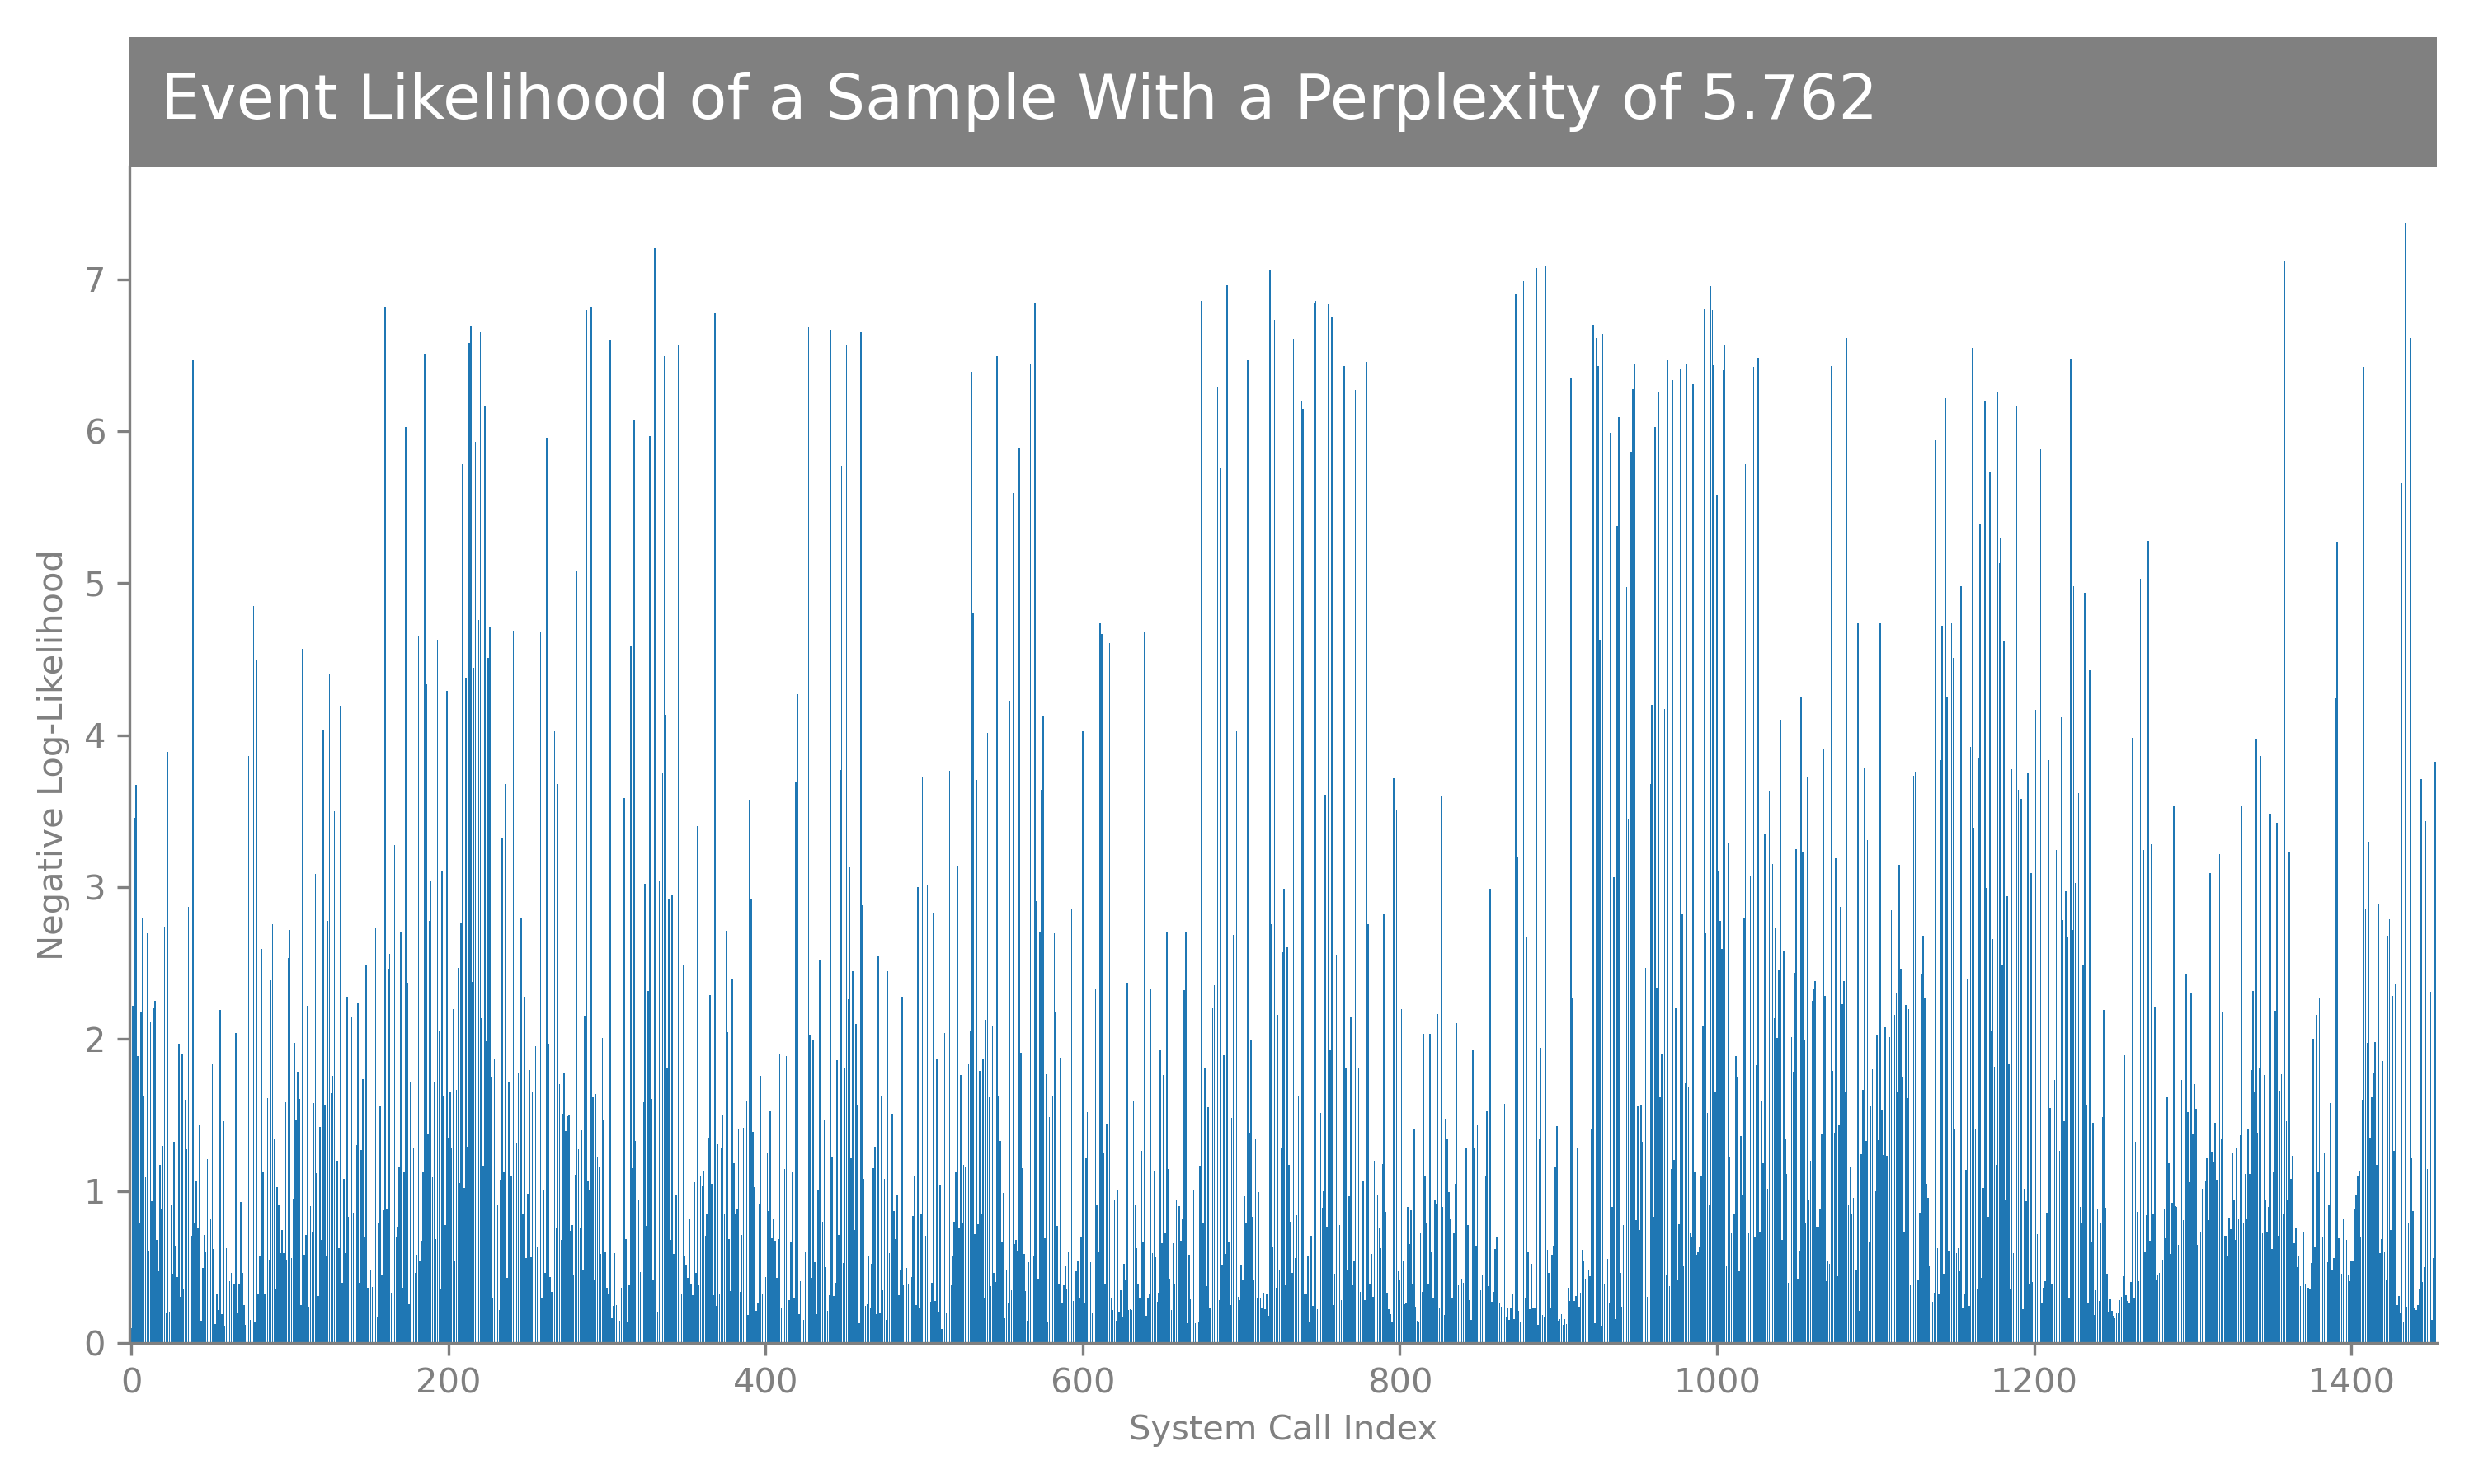 Event Likelihood of a Sample With a Perplexity of 5.762
7
6
5
4
3
2
1
0
Negative Log-Likelihood
0 200 400 600 800 1000 1200 1400
System Call Index